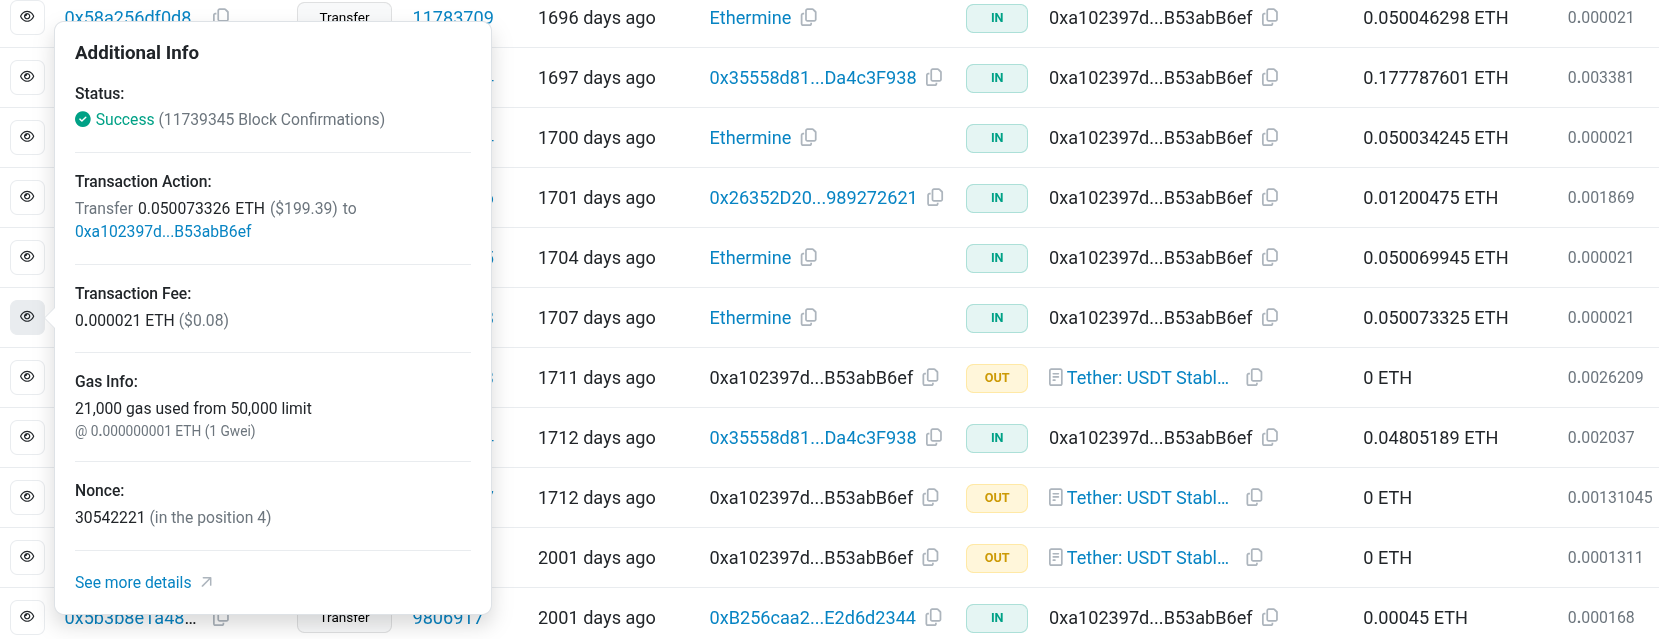 0x58a256df0d8 Transfer 11783709 1696 days ago Ethermine IN 0xa102397d...B53abB6ef 0.050046298 ETH 0.000021
1697 days ago 0x35558d81...Da4c3F938 IN 0xa102397d...B53abB6ef 0.177787601 ETH 0.003381
1700 days ago Ethermine IN 0xa102397d...B53abB6ef 0.050034245 ETH 0.000021
1701 days ago 0x26352D20...989272621 IN 0xa102397d...B53abB6ef 0.01200475 ETH 0.001869
1704 days ago Ethermine IN 0xa102397d...B53abB6ef 0.050069945 ETH 0.000021
1707 days ago Ethermine IN 0xa102397d...B53abB6ef 0.050073325 ETH 0.000021
1711 days ago 0xa102397d...B53abB6ef OUT Tether: USDT Stabl... 0 ETH 0.0026209
1712 days ago 0x35558d81...Da4c3F938 IN 0xa102397d...B53abB6ef 0.04805189 ETH 0.002037
1712 days ago 0xa102397d...B53abB6ef OUT Tether: USDT Stabl... 0 ETH 0.00131045
2001 days ago 0xa102397d...B53abB6ef OUT Tether: USDT Stabl... 0 ETH 0.0001311
0x5b3b8e1a48... Transfer 9806917 2001 days ago 0xB256caa2...E2d6d2344 IN 0xa102397d...B53abB6ef 0.00045 ETH 0.000168
Additional Info
Status:
Success (11739345 Block Confirmations)
Transaction Action:
Transfer 0.050073326 ETH ($199.39) to
0xa102397d...B53abB6ef
Transaction Fee:
0.000021 ETH ($0.08)
Gas Info:
21,000 gas used from 50,000 limit
@ 0.000000001 ETH (1 Gwei)
Nonce:
30542221 (in the position 4)
See more details